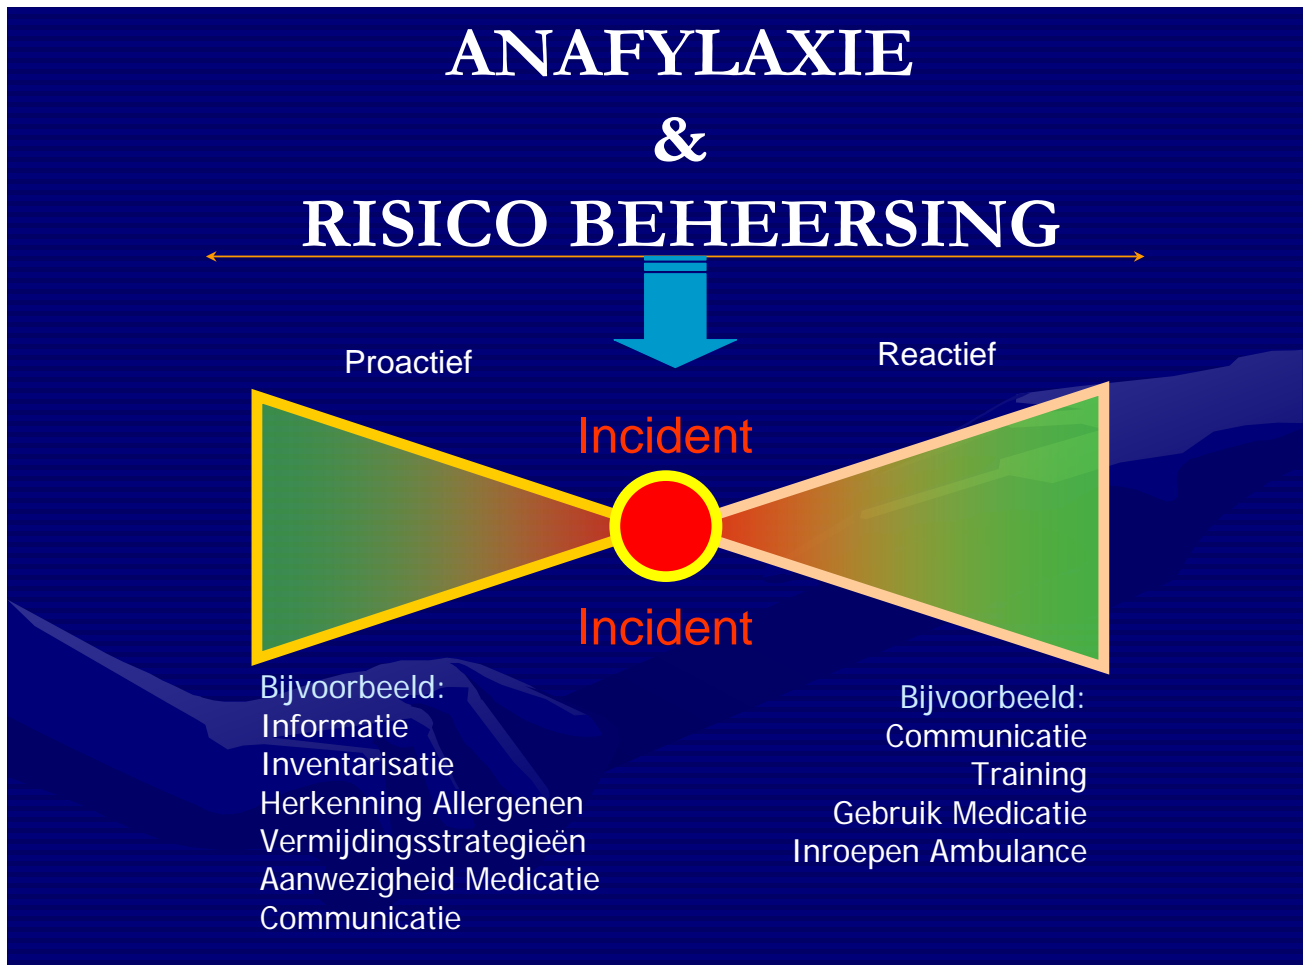 ANAFYLAXIE
&
RISICO BEHEERSING
Proactief
Reactief
Incident
Incident
Bijvoorbeeld:
Informatie
Inventarisatie
Herkenning Allergenen
Vermijdingsstrategieën
Aanwezigheid Medicatie
Communicatie
Bijvoorbeeld:
Communicatie
Training
Gebruik Medicatie
Inroepen Ambulance